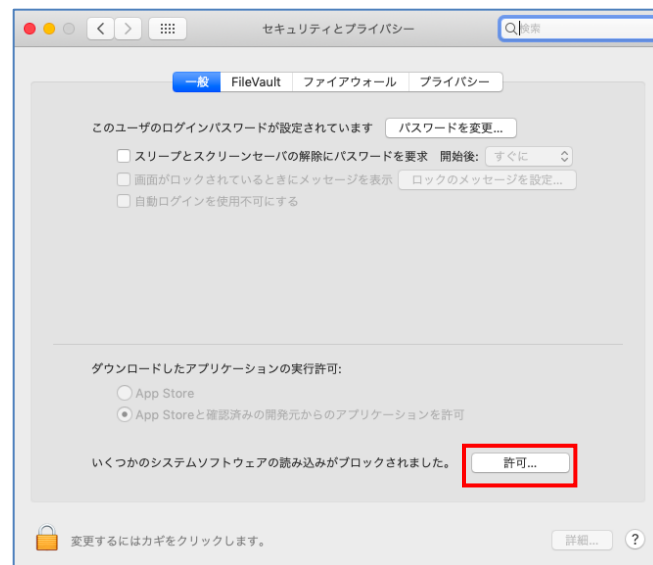 セキュリティとプライバシー
検索
一般 FileVault ファイアウォール プライバシー
このユーザのログインパスワードが設定されています パスワードを変更...
スリープとスクリーンセーバの解除にパスワードを要求 開始後: すぐに
画面がロックされているときにメッセージを表示 ロックのメッセージを設定...
自動ログインを使用不可にする
ダウンロードしたアプリケーションの実行許可:
App Store
App Storeと確認済みの開発元からのアプリケーションを許可
いくつかのシステムソフトウェアの読み込みがブロックされました。 許可...
変更するにはカギをクリックします。 詳細... ?